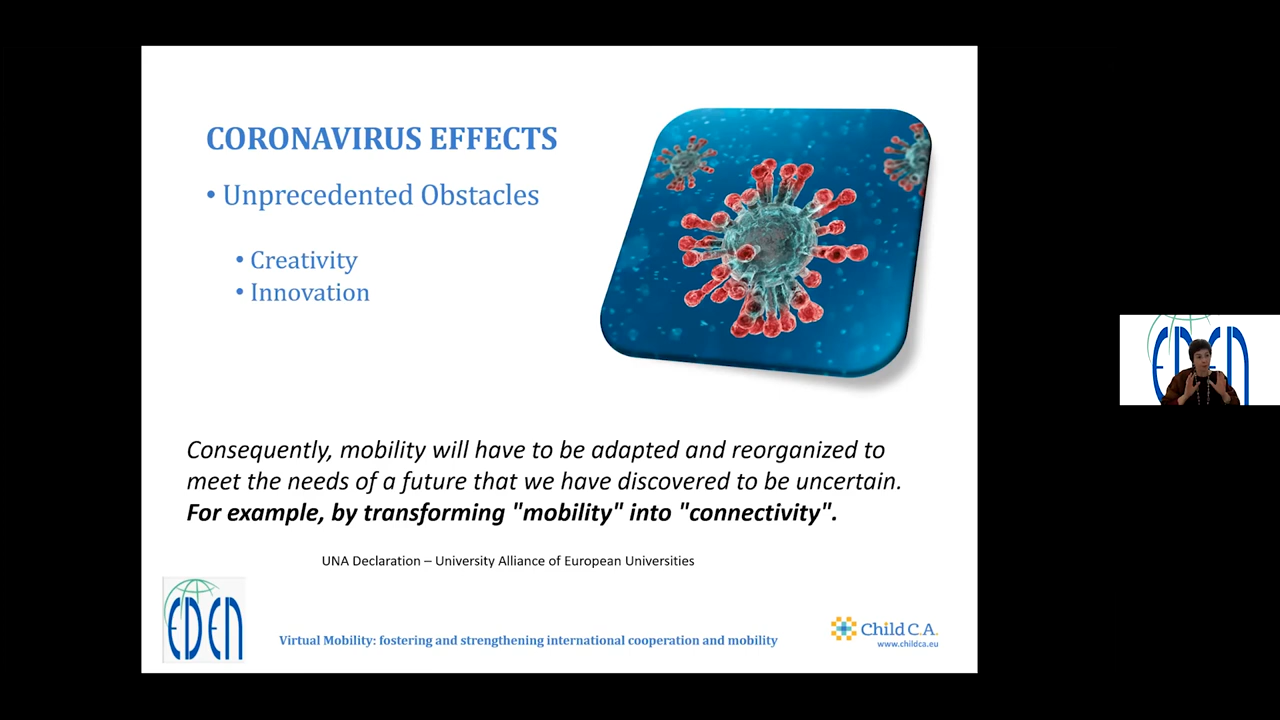 CORONAVIRUS EFFECTS
• Unprecedented Obstacles
• Creativity
• Innovation
Consequently, mobility will have to be adapted and reorganized to
meet the needs of a future that we have discovered to be uncertain.
For example, by transforming "mobility" into "connectivity".
UNA Declaration – University Alliance of European Universities
EDEN
Virtual Mobility: fostering and strengthening international cooperation and mobility
Child C.A.
www.childca.eu
EDEN